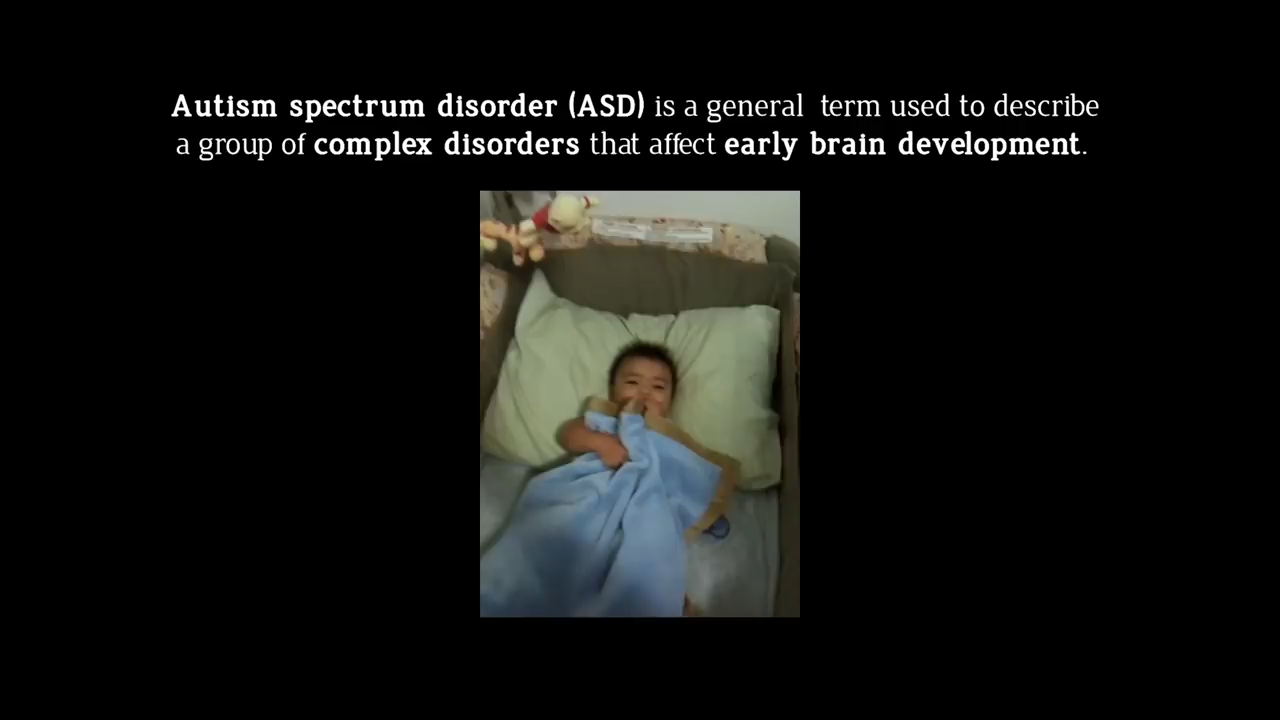 Autism spectrum disorder (ASD) is a general term used to describe
a group of complex disorders that affect early brain development.